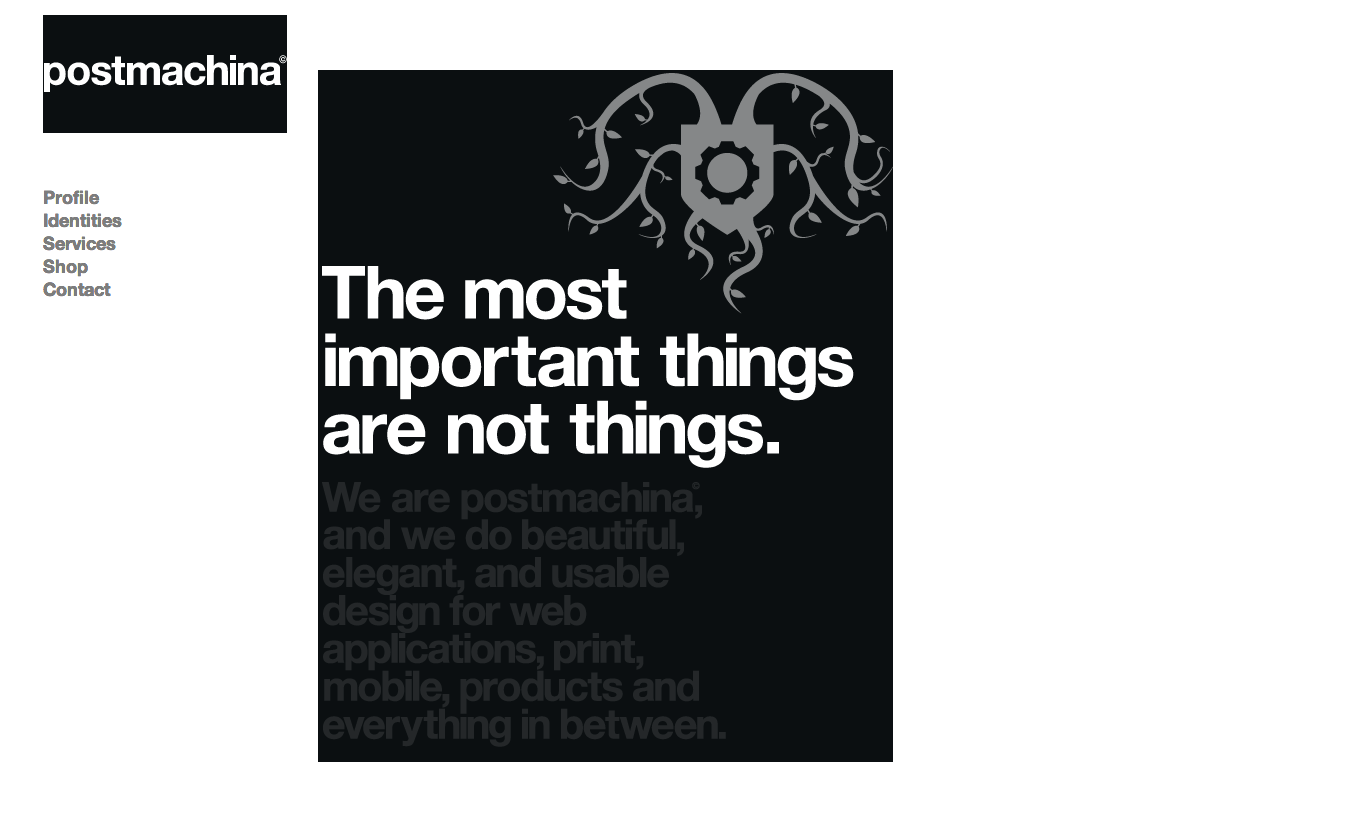 postmachina©
Profile
Identities
Services
Shop
Contact
The most
important things
are not things.
We are postmachina©,
and we do beautiful,
elegant, and usable
design for web
applications, print,
mobile, products and
everything in between.